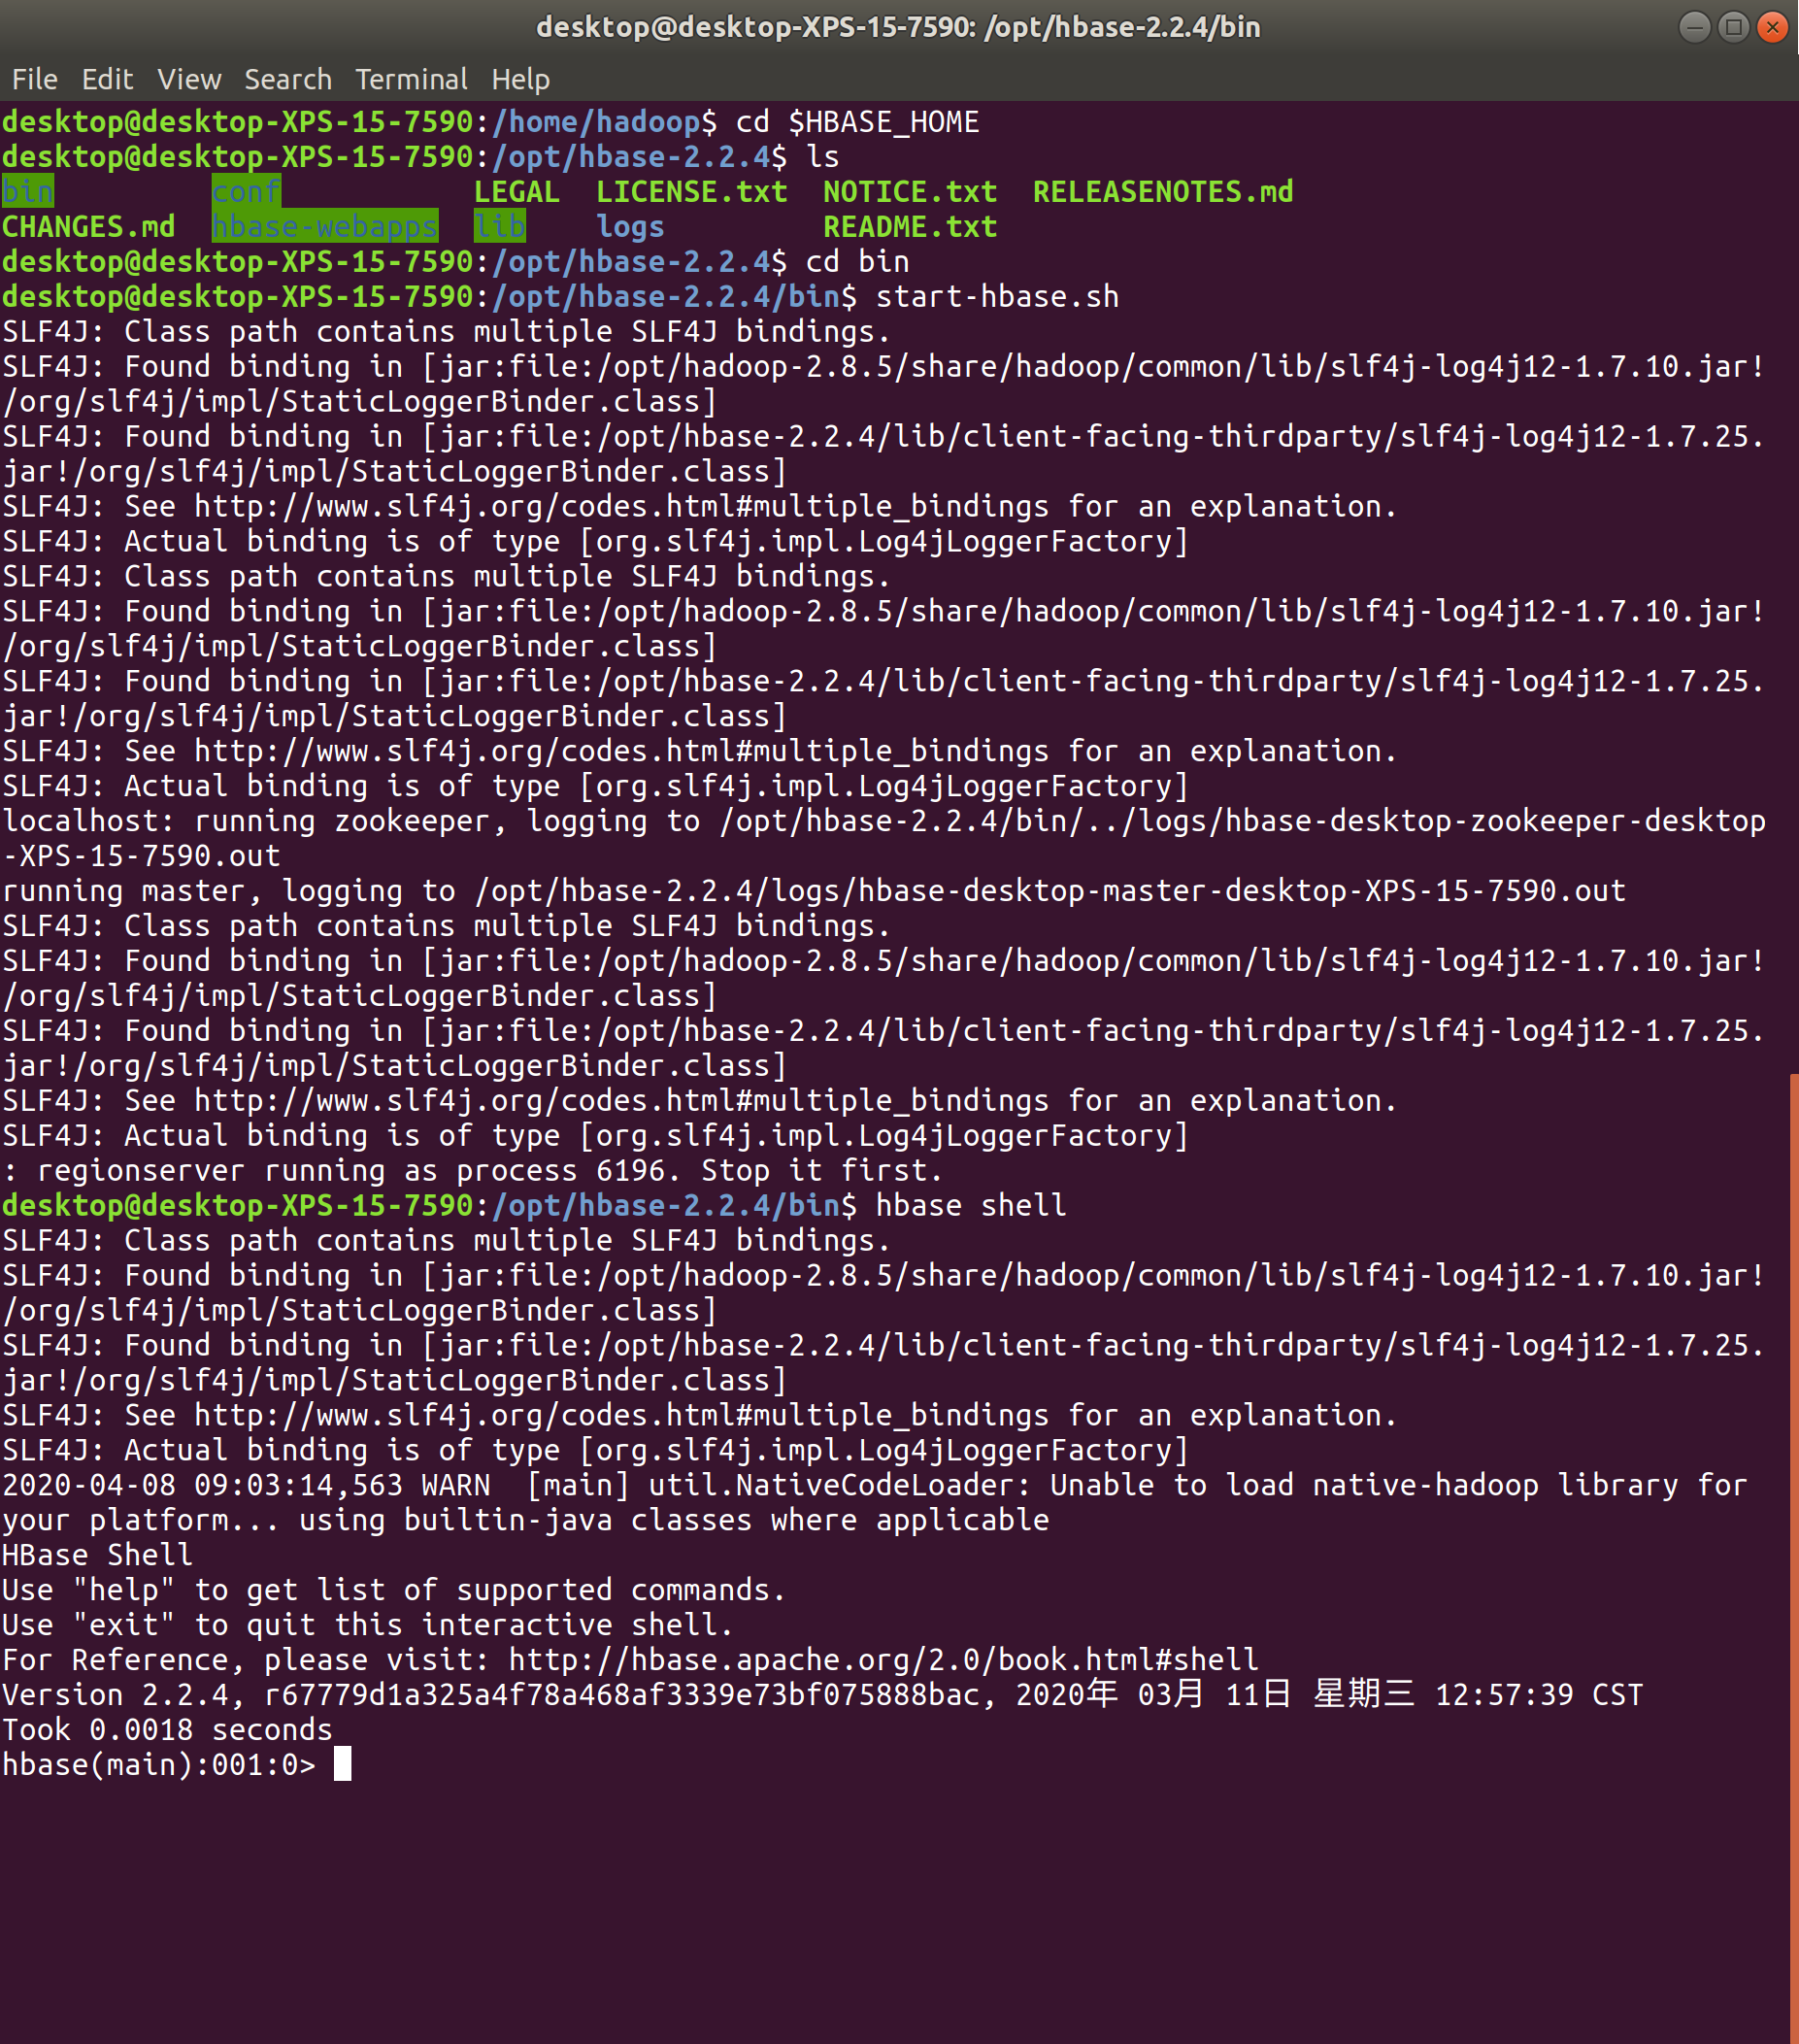 desktop@desktop-XPS-15-7590: /opt/hbase-2.2.4/bin
File Edit View Search Terminal Help
desktop@desktop-XPS-15-7590:/home/hadoop$ cd $HBASE_HOME
desktop@desktop-XPS-15-7590:/opt/hbase-2.2.4$ ls
bin conf LEGAL LICENSE.txt NOTICE.txt RELEASENOTES.md
CHANGES.md hbase-webapps lib logs README.txt
desktop@desktop-XPS-15-7590:/opt/hbase-2.2.4$ cd bin
desktop@desktop-XPS-15-7590:/opt/hbase-2.2.4/bin$ start-hbase.sh
SLF4J: Class path contains multiple SLF4J bindings.
SLF4J: Found binding in [jar:file:/opt/hadoop-2.8.5/share/hadoop/common/lib/slf4j-log4j12-1.7.10.jar!
/org/slf4j/impl/StaticLoggerBinder.class]
SLF4J: Found binding in [jar:file:/opt/hbase-2.2.4/lib/client-facing-thirdparty/slf4j-log4j12-1.7.25.
jar!/org/slf4j/impl/StaticLoggerBinder.class]
SLF4J: See http://www.slf4j.org/codes.html#multiple_bindings for an explanation.
SLF4J: Actual binding is of type [org.slf4j.impl.Log4jLoggerFactory]
SLF4J: Class path contains multiple SLF4J bindings.
SLF4J: Found binding in [jar:file:/opt/hadoop-2.8.5/share/hadoop/common/lib/slf4j-log4j12-1.7.10.jar!
/org/slf4j/impl/StaticLoggerBinder.class]
SLF4J: Found binding in [jar:file:/opt/hbase-2.2.4/lib/client-facing-thirdparty/slf4j-log4j12-1.7.25.
jar!/org/slf4j/impl/StaticLoggerBinder.class]
SLF4J: See http://www.slf4j.org/codes.html#multiple_bindings for an explanation.
SLF4J: Actual binding is of type [org.slf4j.impl.Log4jLoggerFactory]
localhost: running zookeeper, logging to /opt/hbase-2.2.4/bin/../logs/hbase-desktop-zookeeper-desktop
-XPS-15-7590.out
running master, logging to /opt/hbase-2.2.4/logs/hbase-desktop-master-desktop-XPS-15-7590.out
SLF4J: Class path contains multiple SLF4J bindings.
SLF4J: Found binding in [jar:file:/opt/hadoop-2.8.5/share/hadoop/common/lib/slf4j-log4j12-1.7.10.jar!
/org/slf4j/impl/StaticLoggerBinder.class]
SLF4J: Found binding in [jar:file:/opt/hbase-2.2.4/lib/client-facing-thirdparty/slf4j-log4j12-1.7.25.
jar!/org/slf4j/impl/StaticLoggerBinder.class]
SLF4J: See http://www.slf4j.org/codes.html#multiple_bindings for an explanation.
SLF4J: Actual binding is of type [org.slf4j.impl.Log4jLoggerFactory]
: regionserver running as process 6196. Stop it first.
desktop@desktop-XPS-15-7590:/opt/hbase-2.2.4/bin$ hbase shell
SLF4J: Class path contains multiple SLF4J bindings.
SLF4J: Found binding in [jar:file:/opt/hadoop-2.8.5/share/hadoop/common/lib/slf4j-log4j12-1.7.10.jar!
/org/slf4j/impl/StaticLoggerBinder.class]
SLF4J: Found binding in [jar:file:/opt/hbase-2.2.4/lib/client-facing-thirdparty/slf4j-log4j12-1.7.25.
jar!/org/slf4j/impl/StaticLoggerBinder.class]
SLF4J: See http://www.slf4j.org/codes.html#multiple_bindings for an explanation.
SLF4J: Actual binding is of type [org.slf4j.impl.Log4jLoggerFactory]
2020-04-08 09:03:14,563 WARN  [main] util.NativeCodeLoader: Unable to load native-hadoop library for
your platform... using builtin-java classes where applicable
HBase Shell
Use "help" to get list of supported commands.
Use "exit" to quit this interactive shell.
For Reference, please visit: http://hbase.apache.org/2.0/book.html#shell
Version 2.2.4, r67779d1a325a4f78a468af3339e73bf075888bac, 2020年 03月 11日 星期三 12:57:39 CST
Took 0.0018 seconds
hbase(main):001:0>